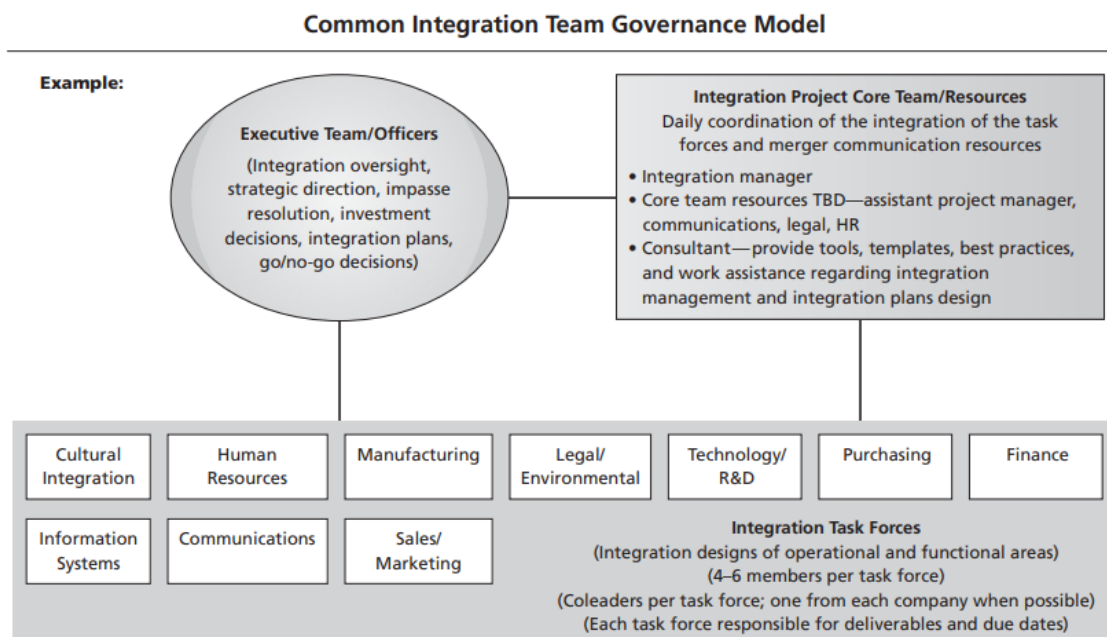 Common Integration Team Governance Model
Example:
Executive Team/Officers
(Integration oversight,
strategic direction, impasse
resolution, investment
decisions, integration plans,
go/no-go decisions)
Integration Project Core Team/Resources
Daily coordination of the integration of the task
forces and merger communication resources
• Integration manager
• Core team resources TBD—assistant project manager,
communications, legal, HR
• Consultant—provide tools, templates, best practices,
and work assistance regarding integration
management and integration plans design
Cultural
Integration
Human
Resources
Manufacturing
Legal/
Environmental
Technology/
R&D
Purchasing
Finance
Information
Systems
Communications
Sales/
Marketing
Integration Task Forces
(Integration designs of operational and functional areas)
(4–6 members per task force)
(Coleaders per task force; one from each company when possible)
(Each task force responsible for deliverables and due dates)